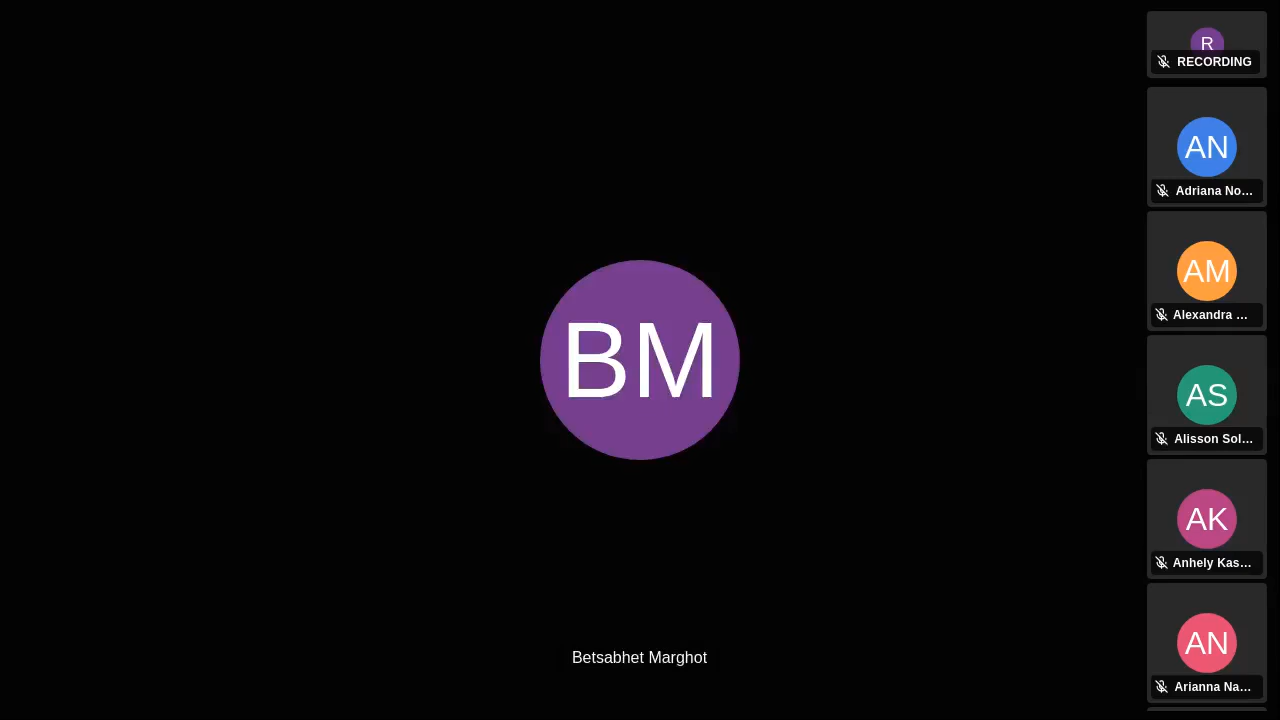 BM
Betsabhet Marghot
R
RECORDING
AN
Adriana No...
AM
Alexandra ...
AS
Alisson Sol...
AK
Anhely Kas...
AN
Arianna Na...